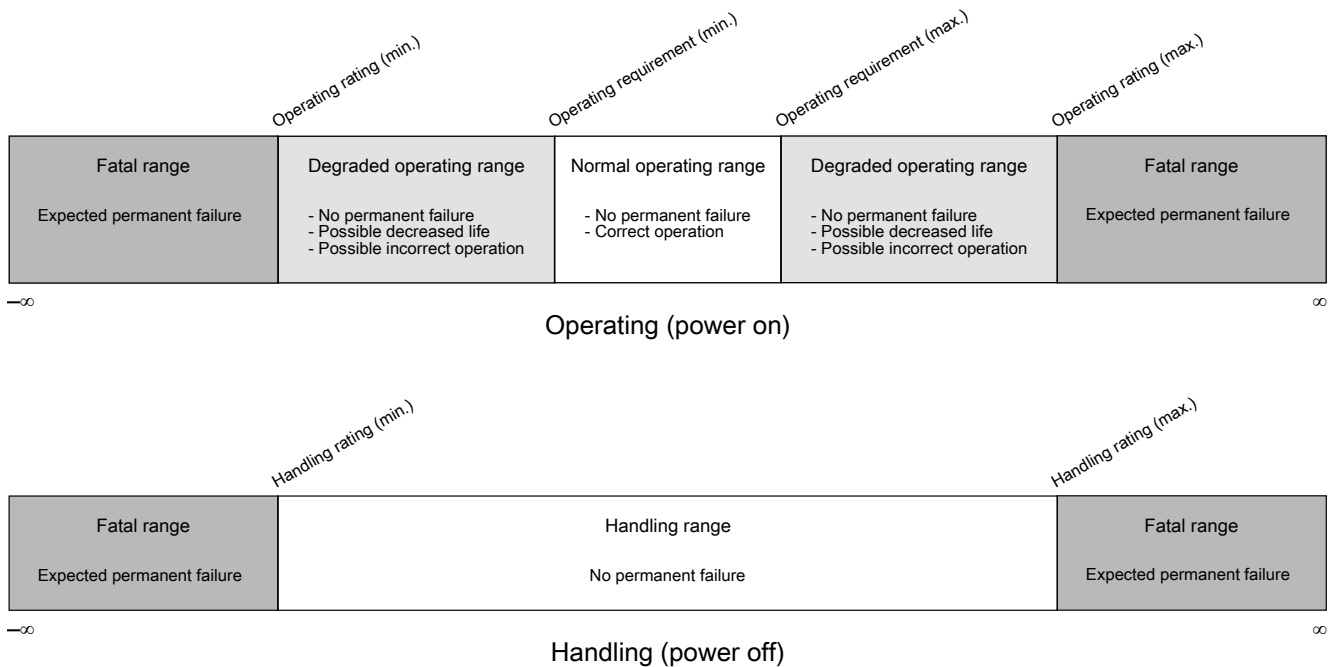 Operating rating (min.)
Operating requirement (min.)
Operating requirement (max.)
Operating rating (max.)
Fatal range
Expected permanent failure
Degraded operating range
- No permanent failure
- Possible decreased life
- Possible incorrect operation
Normal operating range
- No permanent failure
- Correct operation
Degraded operating range
- No permanent failure
- Possible decreased life
- Possible incorrect operation
Fatal range
Expected permanent failure
–∞
∞
Operating (power on)
Handling rating (min.)
Handling rating (max.)
Fatal range
Expected permanent failure
Handling range
No permanent failure
Fatal range
Expected permanent failure
–∞
∞
Handling (power off)